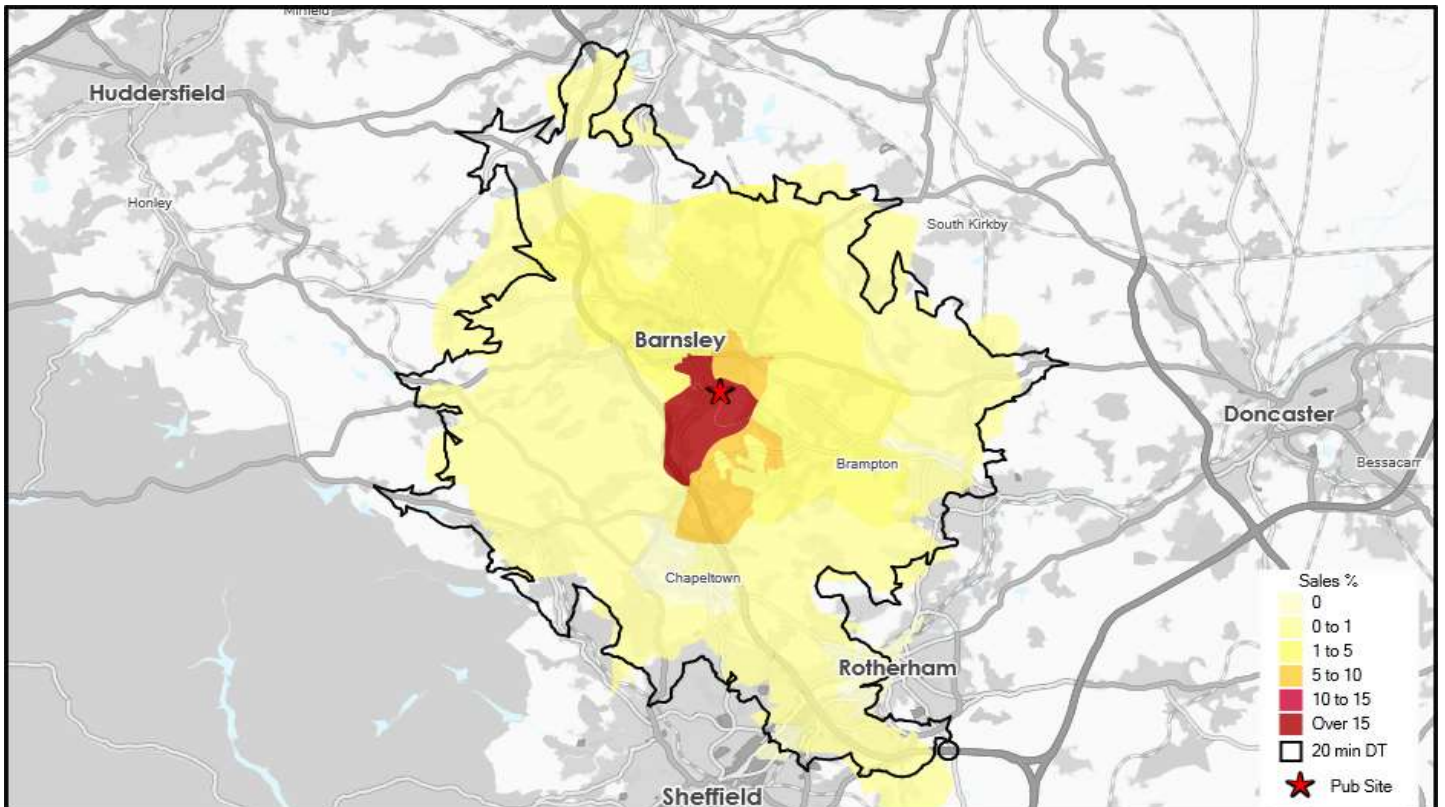 Mirfield
Huddersfield
Honley
South Kirkby
Barnsley
Doncaster
Brampton
Bessacarr
Chapeltown
Rotherham
Sheffield
Sales %
0
0 to 1
1 to 5
5 to 10
10 to 15
Over 15
20 min DT
Pub Site